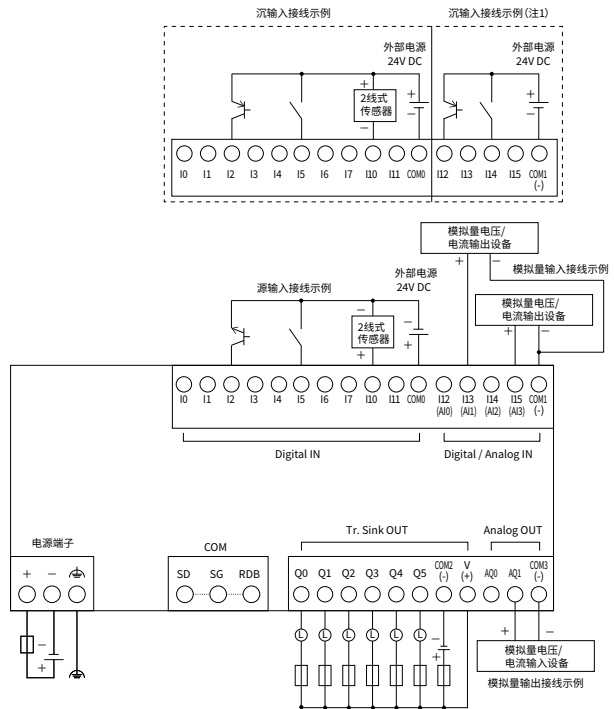 沉输入接线示例
沉输入接线示例(注1)
外部电源
24V DC
外部电源
24V DC
+
2线式
传感器
−
+
−
+
−
I0 I1 I2 I3 I4 I5 I6 I7 I10 I11 COM0 I12 I13 I14 I15 COM1
(-)
模拟量电压/
电流输出设备
+ −
模拟量输入接线示例
外部电源
24V DC
源输入接线示例
模拟量电压/
电流输出设备
+ −
−
2线式
传感器
+
−
+
I0 I1 I2 I3 I4 I5 I6 I7 I10 I11 COM0 I12 I13 I14 I15 COM1
(AI0) (AI1) (AI2) (AI3) (-)
Digital IN
Digital / Analog IN
Tr. Sink OUT
Analog OUT
电源端子
COM
+ −
SD SG RDB
Q0 Q1 Q2 Q3 Q4 Q5 COM2 V AQ0 AQ1 COM3
(-) (+) (-)
−
+
L L L L L L
−
+
+ −
模拟量电压/
电流输入设备
模拟量输出接线示例